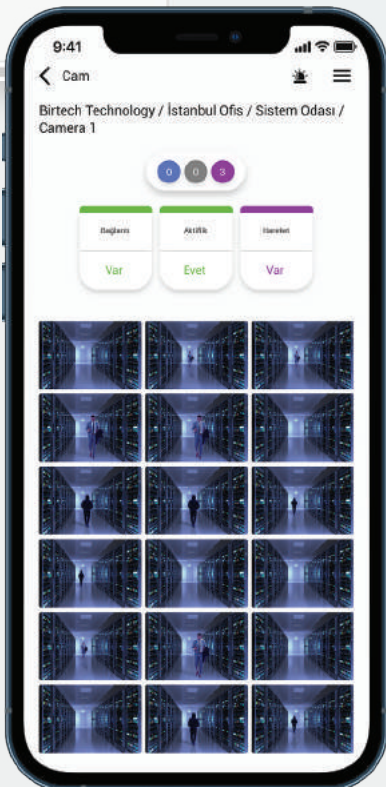 9:41
Cam
Birtech Technology / İstanbul Ofis / Sistem Odası /
Camera 1
0 0 3
Bağlantı Aktiflik Hareket
Var Evet Var